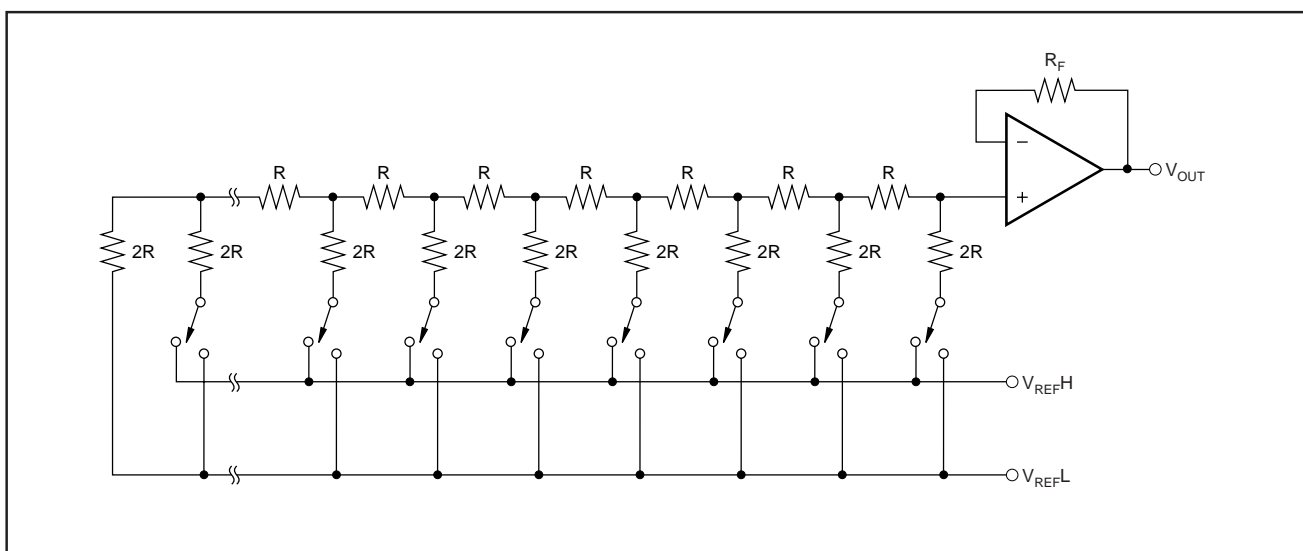 R_F
−
+
V_OUT
R R R R R R R
2R 2R 2R 2R 2R 2R 2R 2R 2R
V_REFH
V_REFL